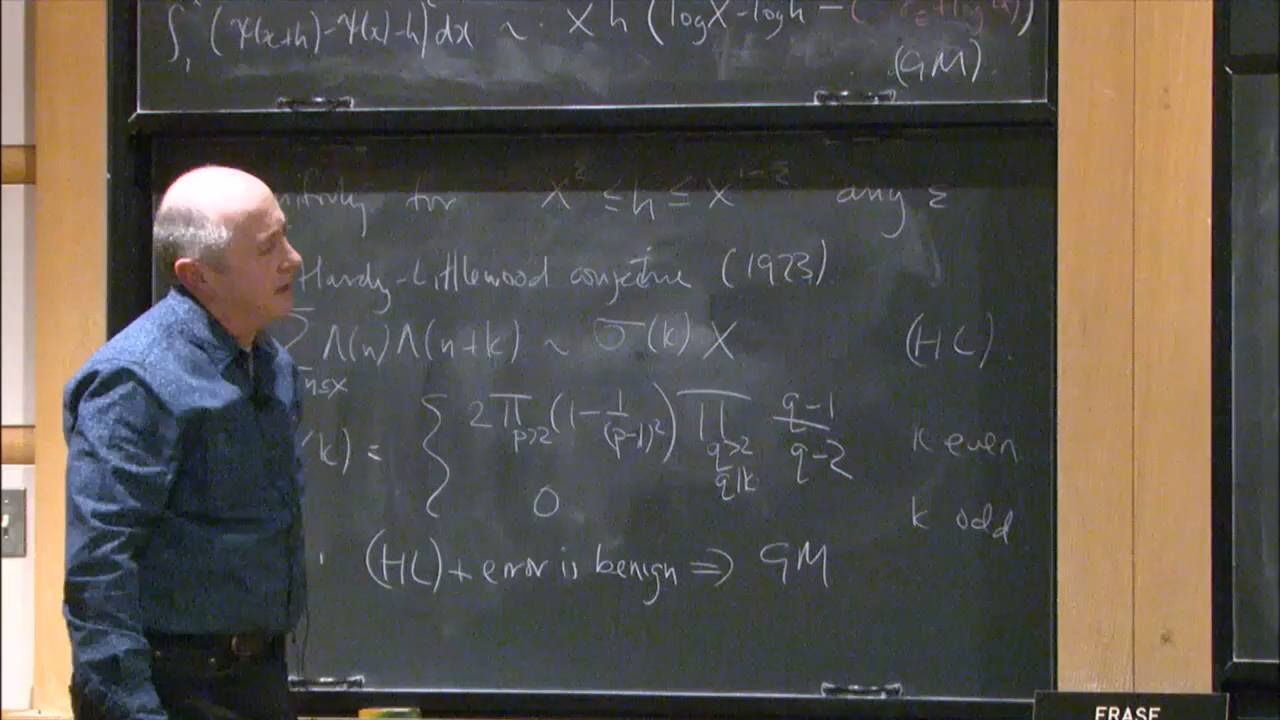 ∫₁ (ψ(x+h)-ψ(x)-h)² dx ~ X h (log X - log h - (
(GM)
for X^ε ≤ h ≤ X^{1-ε} any ε
Hardy-Littlewood conjecture (1923)
Σ_{n≤X} Λ(n)Λ(n+k) ~ σ(k) X (HL).
k) = { 2 ∏_{p>2} (1 - 1/(p-1)²) ∏_{q>2, q|k} (q-1)/(q-2) k even
0 k odd
(HL) + error is benign ⇒ GM
ERASE